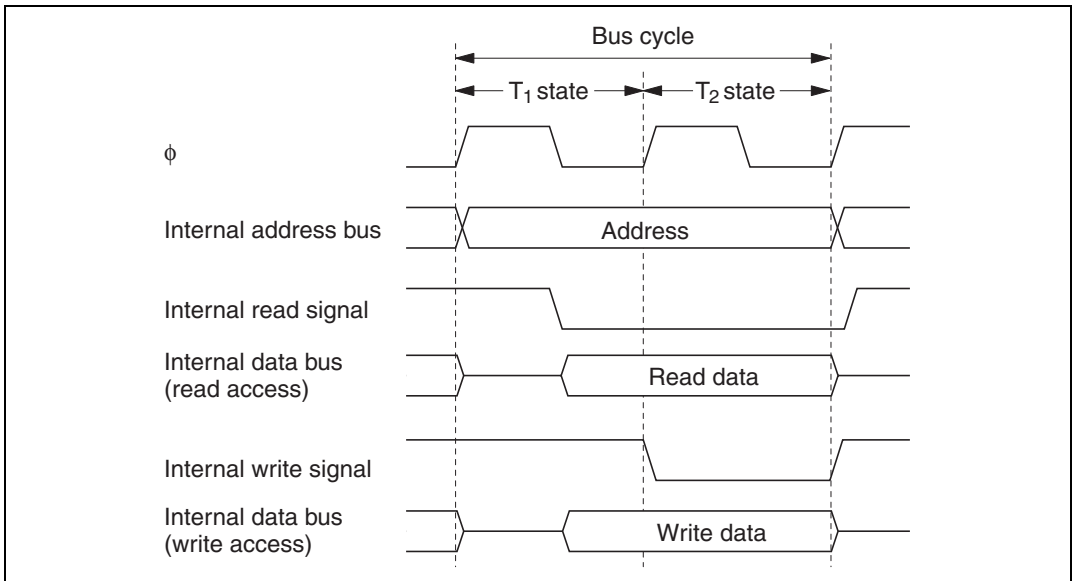 Bus cycle
T1 state
T2 state
ϕ
Internal address bus
Address
Internal read signal
Internal data bus
(read access)
Read data
Internal write signal
Internal data bus
(write access)
Write data